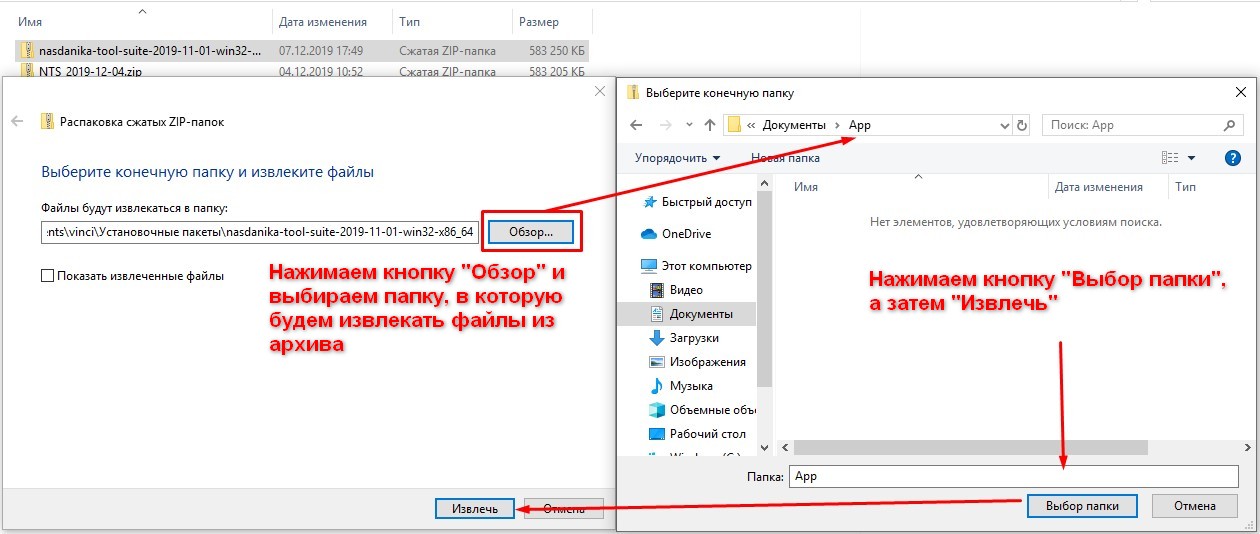 Имя Дата изменения Тип Размер
nasdanika-tool-suite-2019-11-01-win32-... 07.12.2019 17:49 Сжатая ZIP-папка 583 250 КБ
NTS_2019-12-04.zip 04.12.2019 10:52 Сжатая ZIP-папка 583 205 КБ
Распаковка сжатых ZIP-папок
Выберите конечную папку и извлеките файлы
Файлы будут извлекаться в папку:
nts\vinci\Установочные пакеты\nasdanika-tool-suite-2019-11-01-win32-x86_64
Обзор...
Показать извлеченные файлы
Нажимаем кнопку "Обзор" и
выбираем папку, в которую
будем извлекать файлы из
архива
Извлечь Отмена
Выберите конечную папку
« Документы › App
Поиск: App
Упорядочить Новая папка
?
Имя Дата изменения Тип
Нет элементов, удовлетворяющих условиям поиска.
Быстрый доступ
OneDrive
Этот компьютер
Видео
Документы
Загрузки
Изображения
Музыка
Объемные объ
Рабочий стол
Нажимаем кнопку "Выбор папки",
а затем "Извлечь"
Папка: App
Выбор папки Отмена